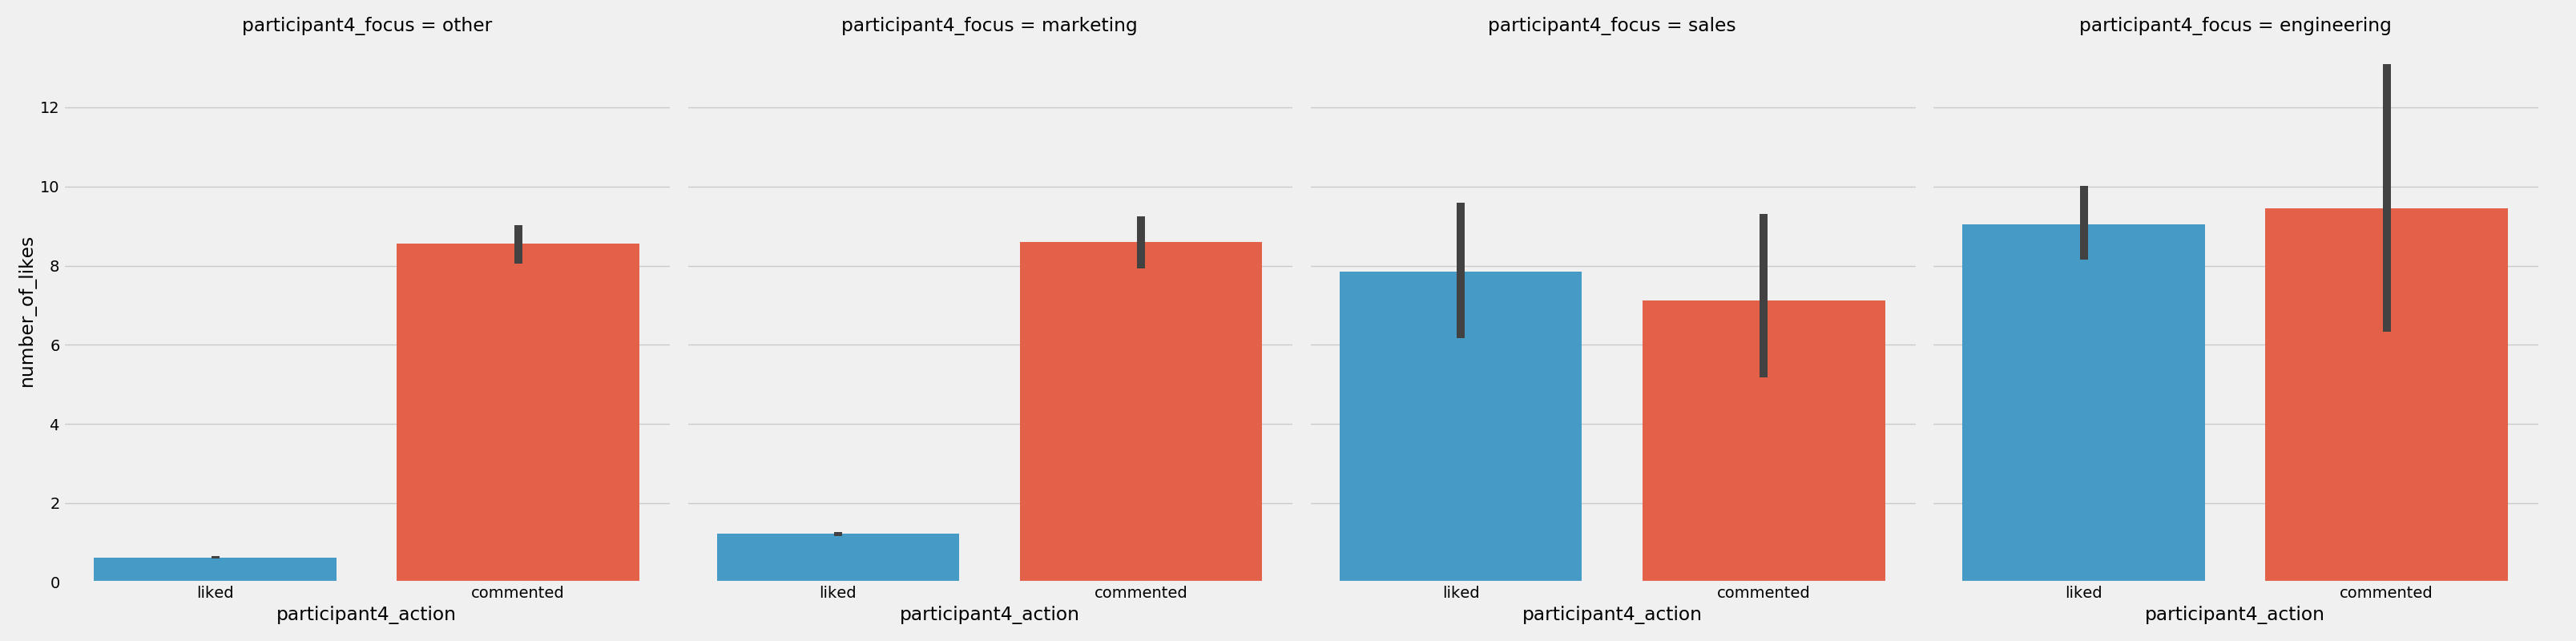 participant4_focus = other
participant4_focus = marketing
participant4_focus = sales
participant4_focus = engineering
number_of_likes
12
10
8
6
4
2
0
liked
commented
participant4_action
liked
commented
participant4_action
liked
commented
participant4_action
liked
commented
participant4_action